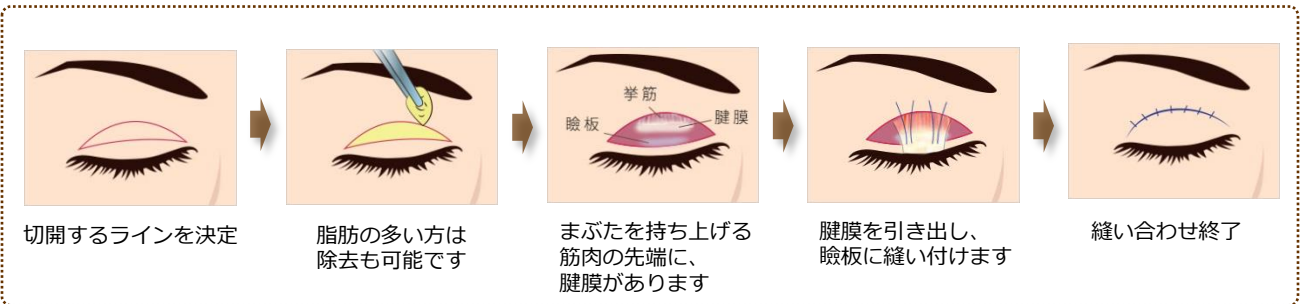 切開するラインを決定
脂肪の多い方は
除去も可能です
挙筋
腱膜
瞼板
まぶたを持ち上げる
筋肉の先端に、
腱膜があります
腱膜を引き出し、
瞼板に縫い付けます
縫い合わせ終了